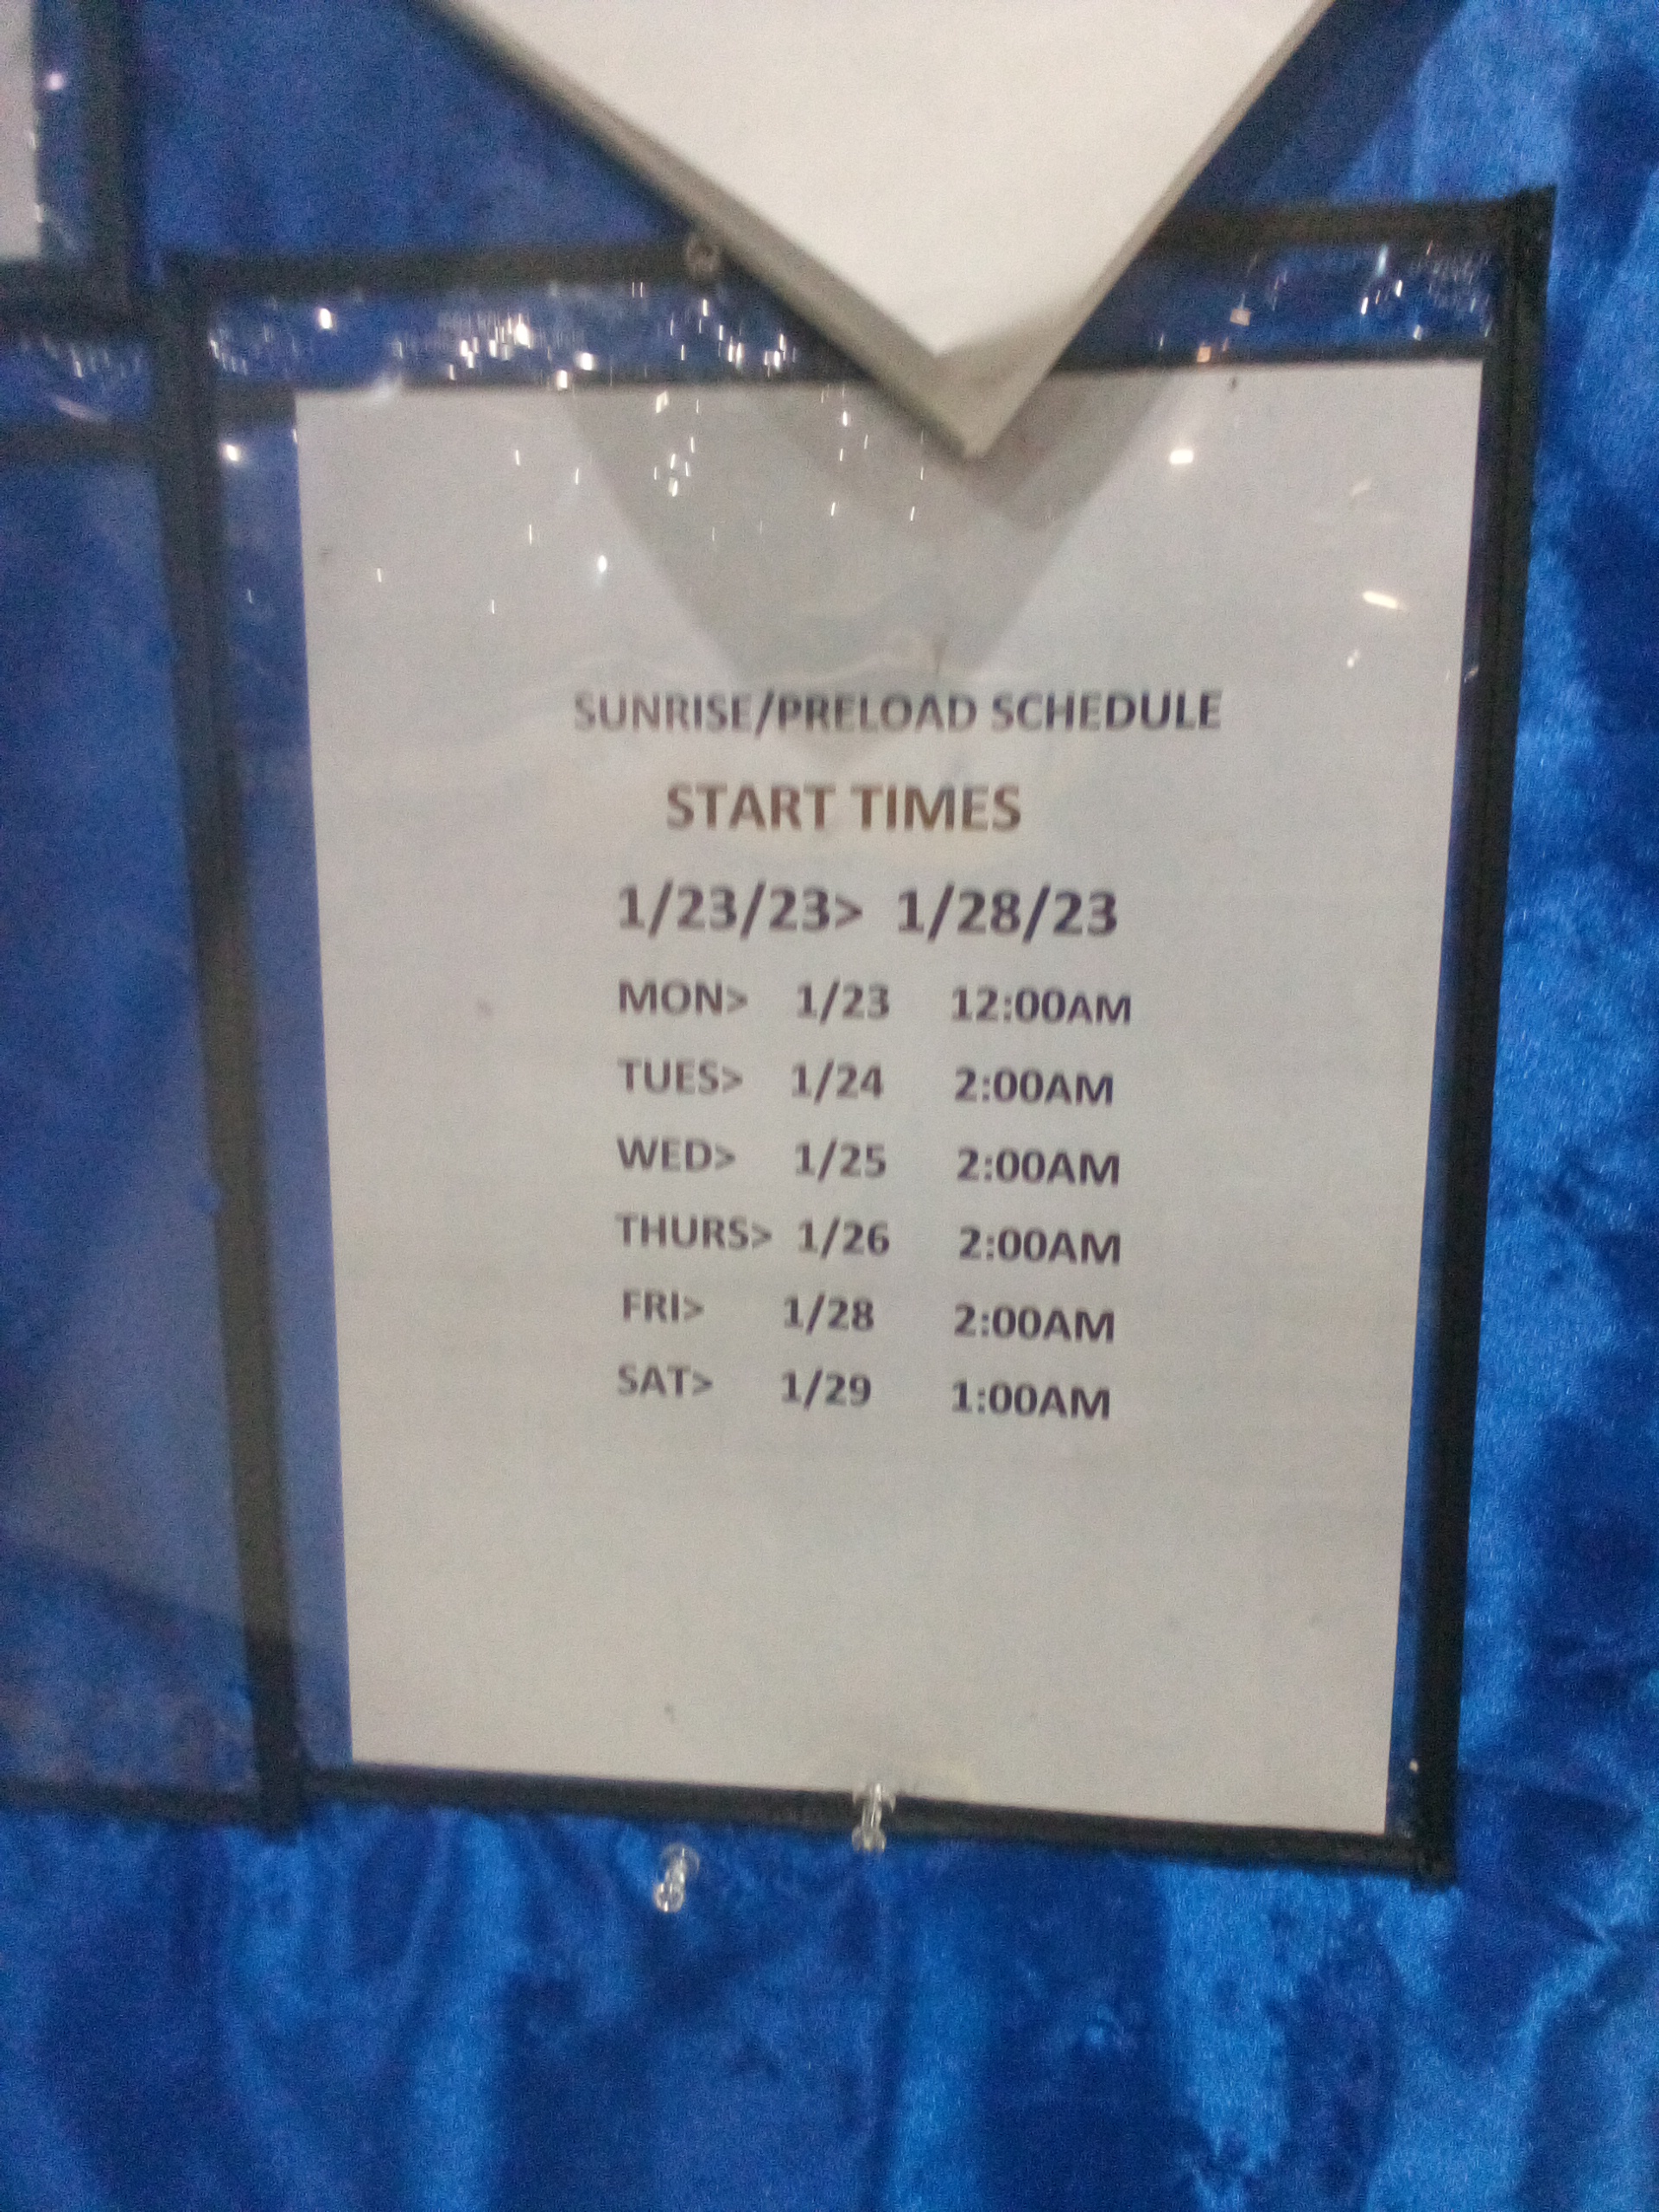 SUNRISE/PRELOAD SCHEDULE
START TIMES
1/23/23> 1/28/23
MON> 1/23 12:00AM
TUES> 1/24 2:00AM
WED> 1/25 2:00AM
THURS> 1/26 2:00AM
FRI> 1/28 2:00AM
SAT> 1/29 1:00AM